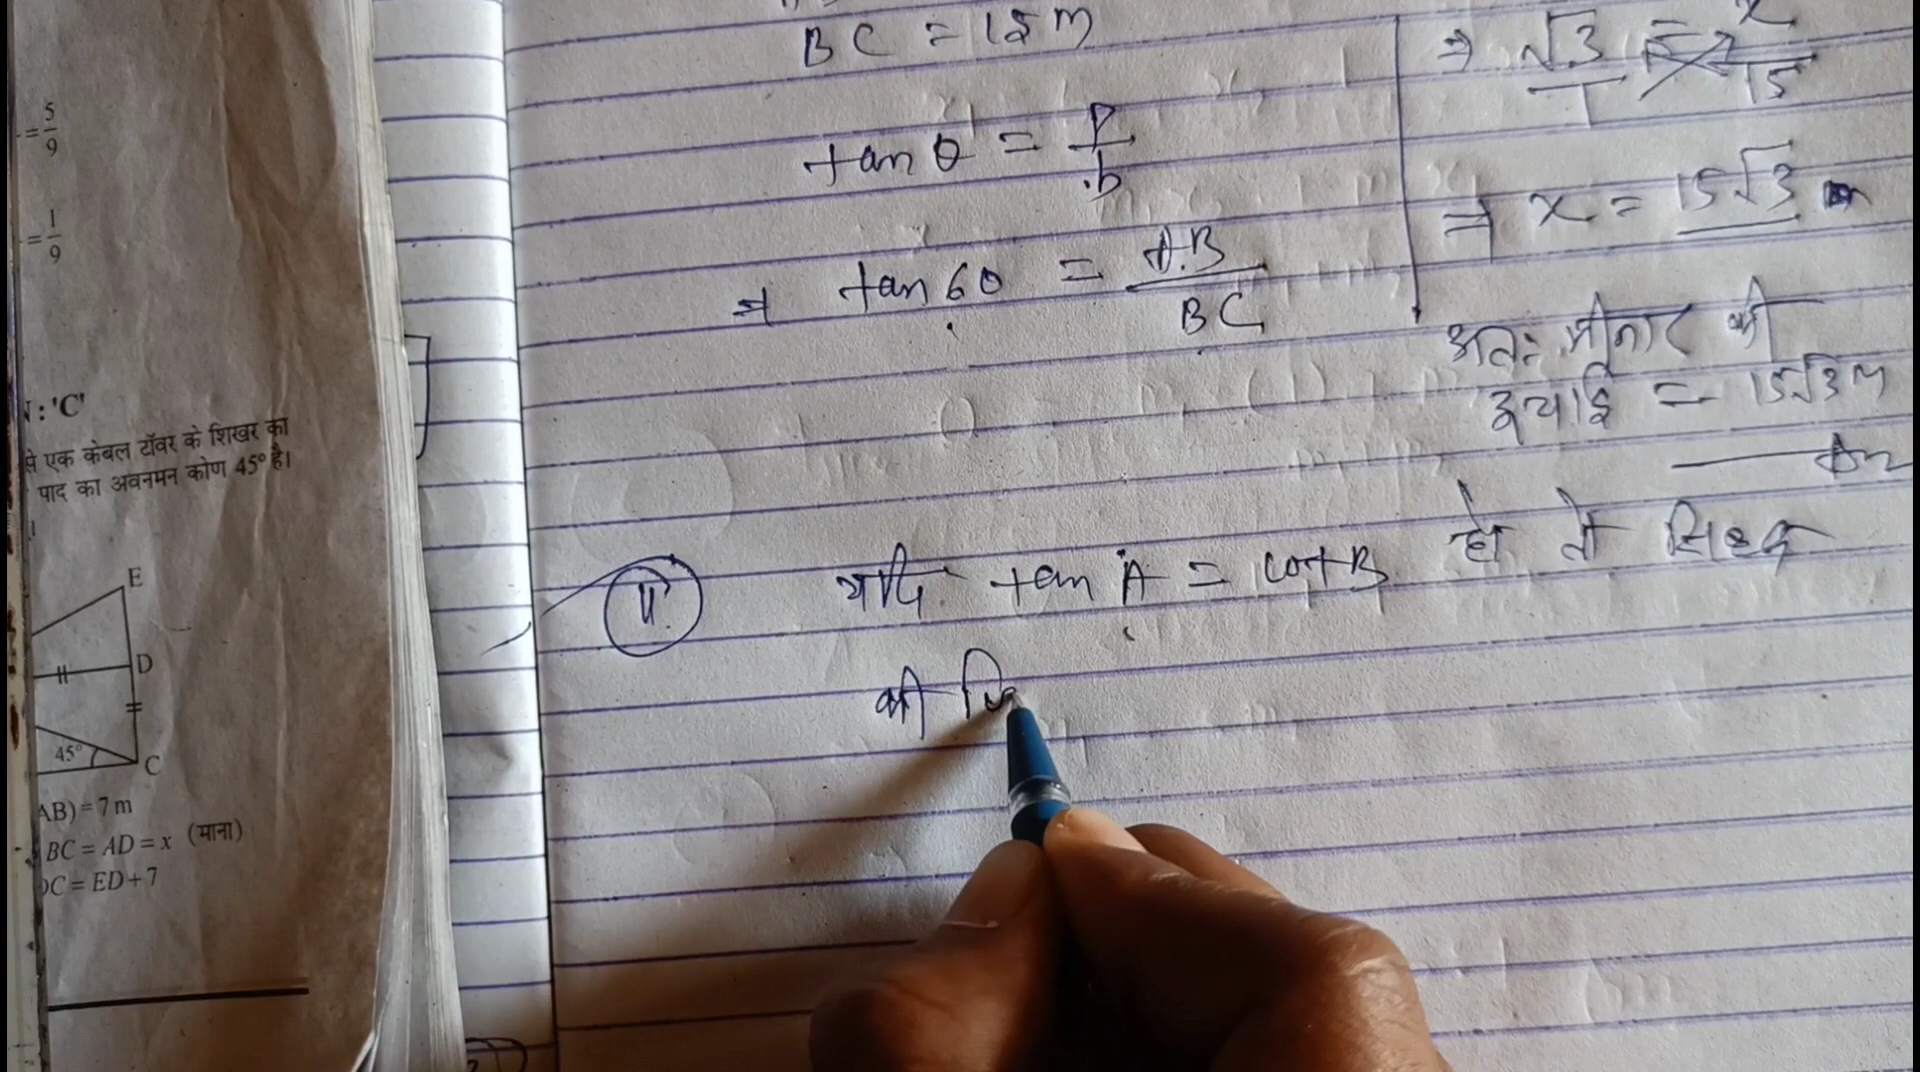 = 5/9
= 1/9
: 'C'
एक केबल टॉवर के शिखर का
पाद का अवनमन कोण 45° है।
E
D
45°
C
AB) = 7 m
BC = AD = x (माना)
DC = ED + 7
BC = 15 m
tan θ = P/b
⇒ tan 60 = AB/BC
⇒ √3/1 = x/15
⇒ x = 15√3 m
अतः मीनार की
ऊँचाई = 15√3 m
Ans
यदि tan A = cot B हो तो सिद्ध
की